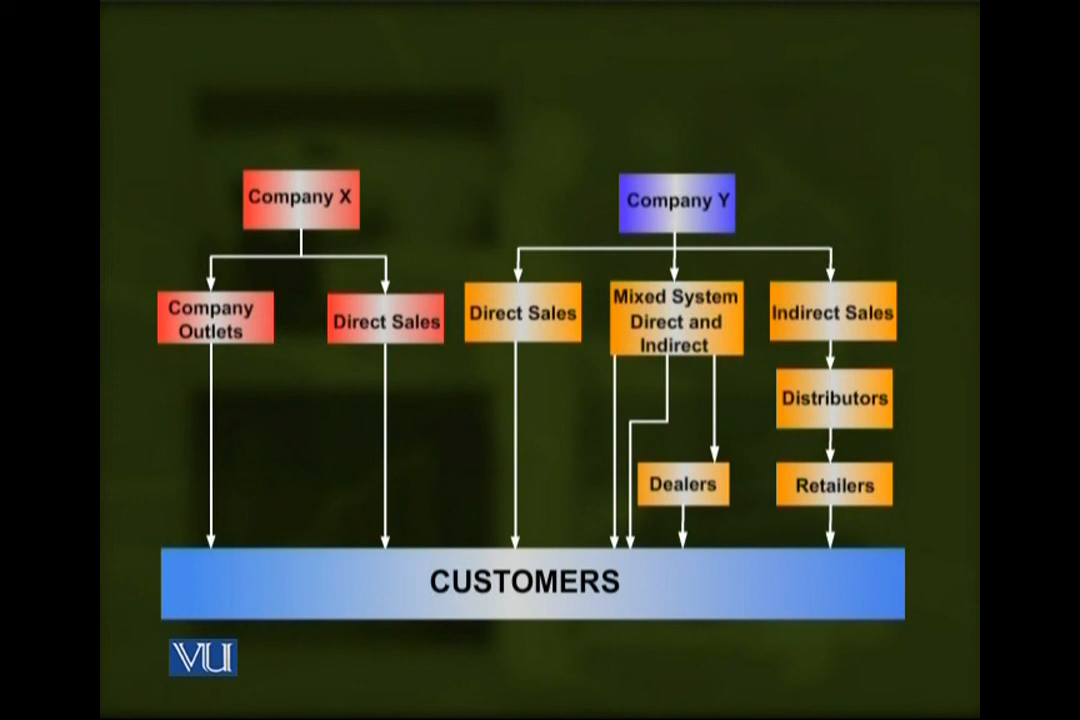 Company X
Company Y
Company
Outlets
Direct Sales
Direct Sales
Mixed System
Direct and
Indirect
Indirect Sales
Distributors
Dealers
Retailers
CUSTOMERS
VU